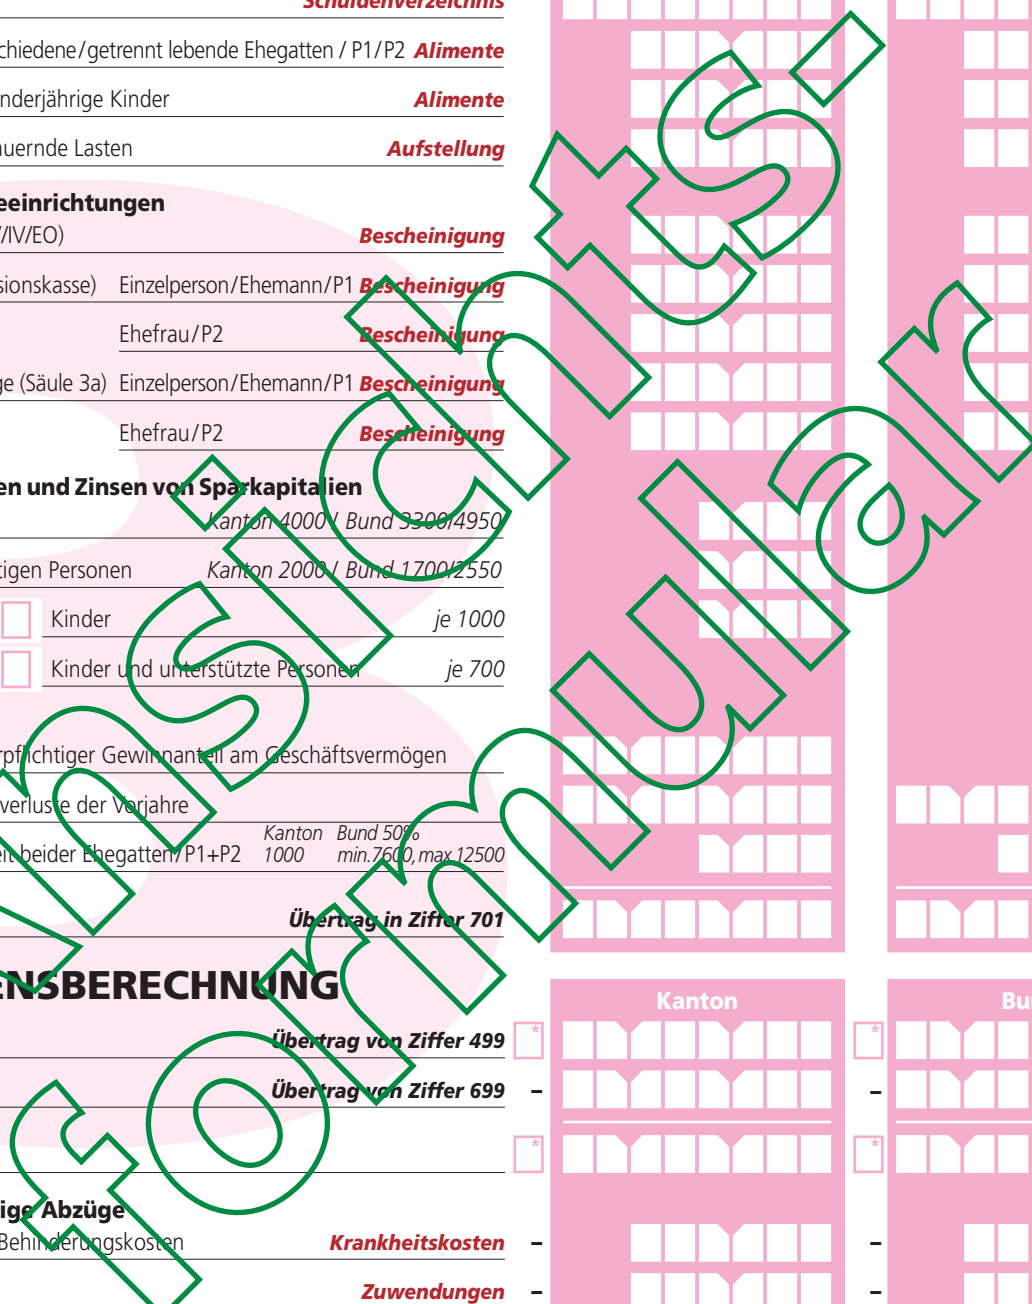 Schuldenverzeichnis
chiedene/getrennt lebende Ehegatten / P1/P2 Alimente
nderjährige Kinder Alimente
uernde Lasten Aufstellung
eeinrichtungen
/IV/EO) Bescheinigung
sionskasse) Einzelperson/Ehemann/P1 Bescheinigung
Ehefrau/P2 Bescheinigung
ge (Säule 3a) Einzelperson/Ehemann/P1 Bescheinigung
Ehefrau/P2 Bescheinigung
en und Zinsen von Sparkapitalien
Kanton 4000 / Bund 3300/4950
tigen Personen Kanton 2000 / Bund 1700/2550
Kinder je 1000
Kinder und unterstützte Personen je 700
rpflichtiger Gewinnanteil am Geschäftsvermögen
verluste der Vorjahre
Kanton Bund 50%
eit beider Ehegatten/P1+P2 1000 min.7600, max.12500
Übertrag in Ziffer 701
ENSBERECHNUNG
Kanton Bu
Übertrag von Ziffer 499 * *
Übertrag von Ziffer 699 – –
* *
ige Abzüge
Behinderungskosten Krankheitskosten – –
Zuwendungen – –
Ansichts-
formular